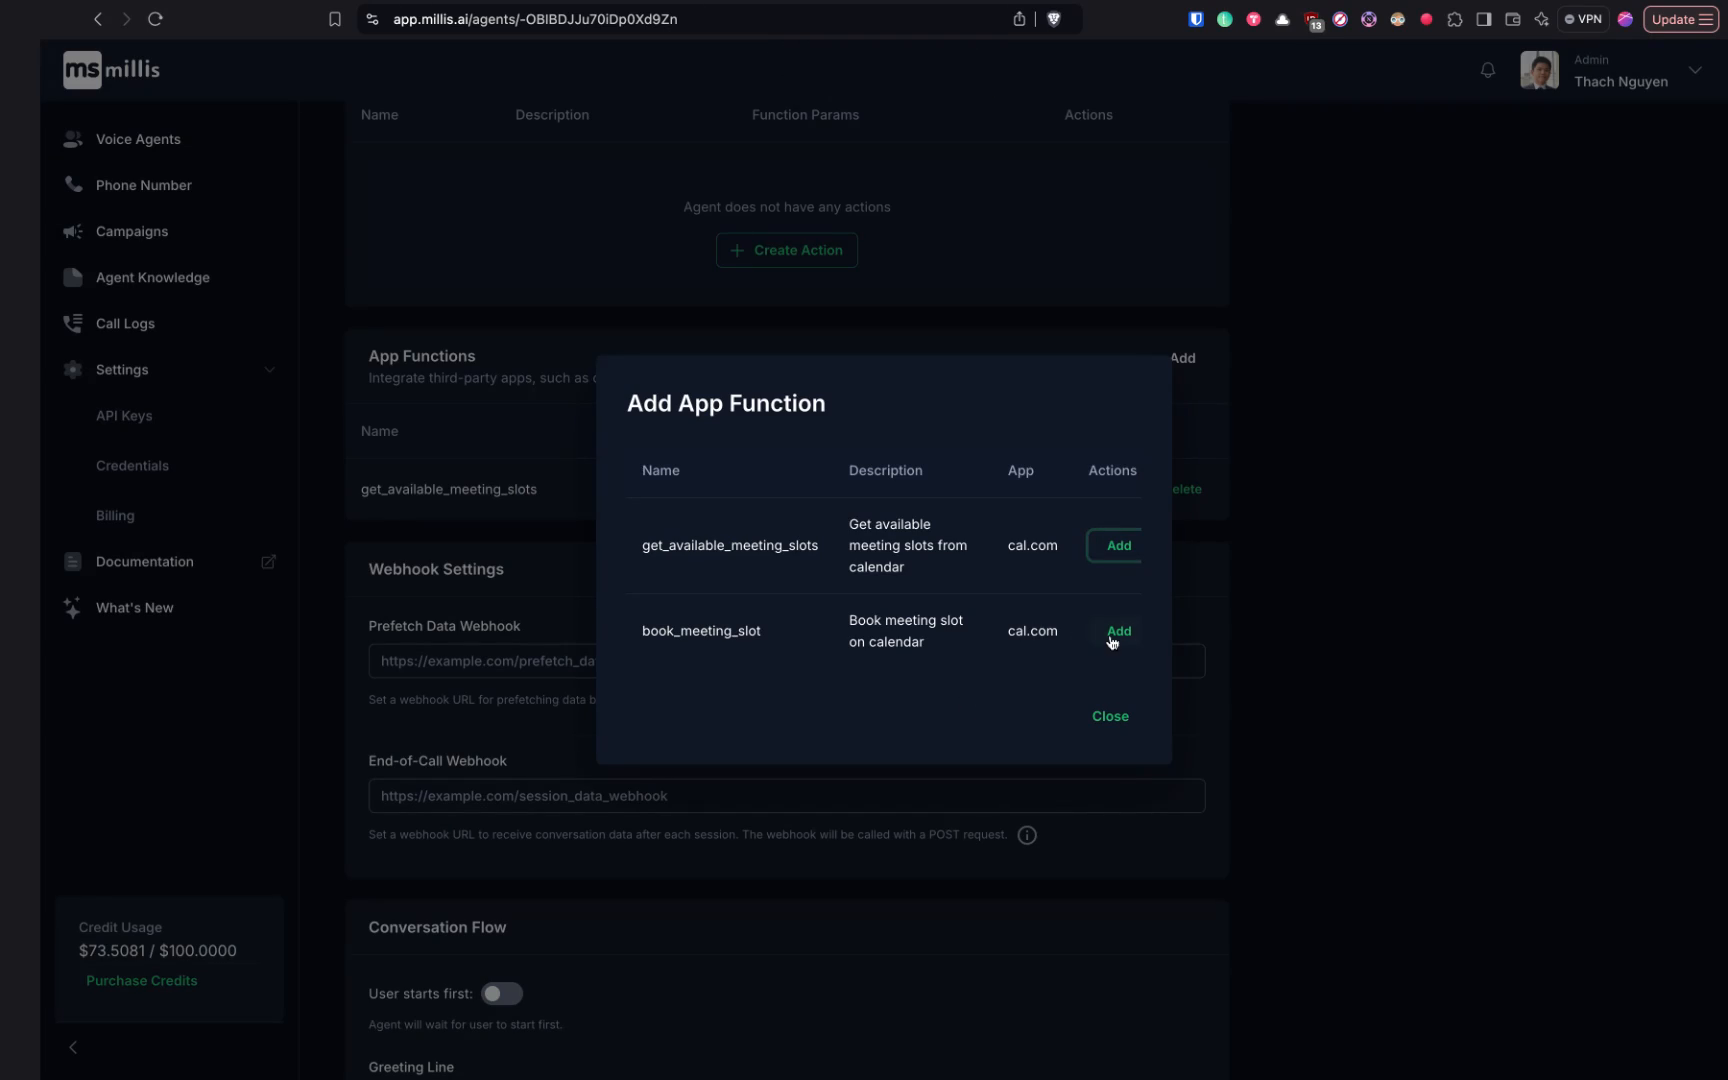 app.millis.ai/agents/-OBIBDJJu70iDp0Xd9Zn
13
VPN
Update
ms millis
Admin
Thach Nguyen
Voice Agents
Phone Number
Campaigns
Agent Knowledge
Call Logs
Settings
API Keys
Credentials
Billing
Documentation
What's New
Credit Usage
$73.5081 / $100.0000
Purchase Credits
Name Description Function Params Actions
Agent does not have any actions
+ Create Action
App Functions
Integrate third-party apps, such as
Add
Name
get_available_meeting_slots
elete
Webhook Settings
Prefetch Data Webhook
https://example.com/prefetch_da
Set a webhook URL for prefetching data b
End-of-Call Webhook
https://example.com/session_data_webhook
Set a webhook URL to receive conversation data after each session. The webhook will be called with a POST request.
Conversation Flow
User starts first:
Agent will wait for user to start first.
Greeting Line
Add App Function
Name Description App Actions
get_available_meeting_slots
Get available
meeting slots from
calendar
cal.com
Add
book_meeting_slot
Book meeting slot
on calendar
cal.com
Add
Close